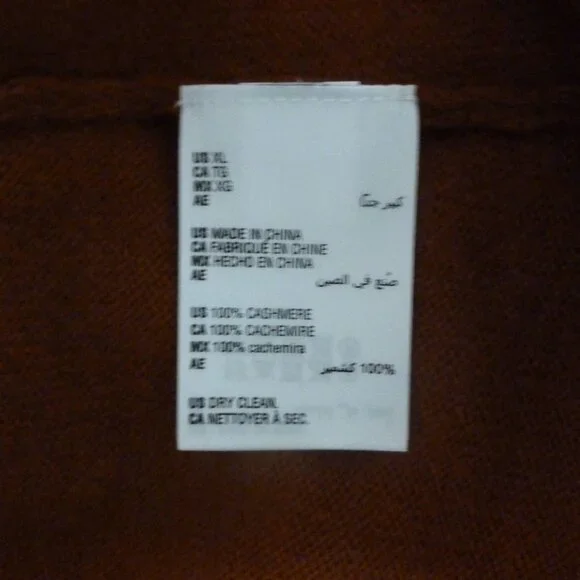 US XL
CA TG
MX XG
AE كبير جدًا
US MADE IN CHINA
CA FABRIQUÉ EN CHINE
MX HECHO EN CHINA
AE صُنع في الصين
US 100% CASHMERE
CA 100% CACHEMIRE
MX 100% cachemira
AE 100% كشمير
US DRY CLEAN.
CA NETTOYER À SEC.